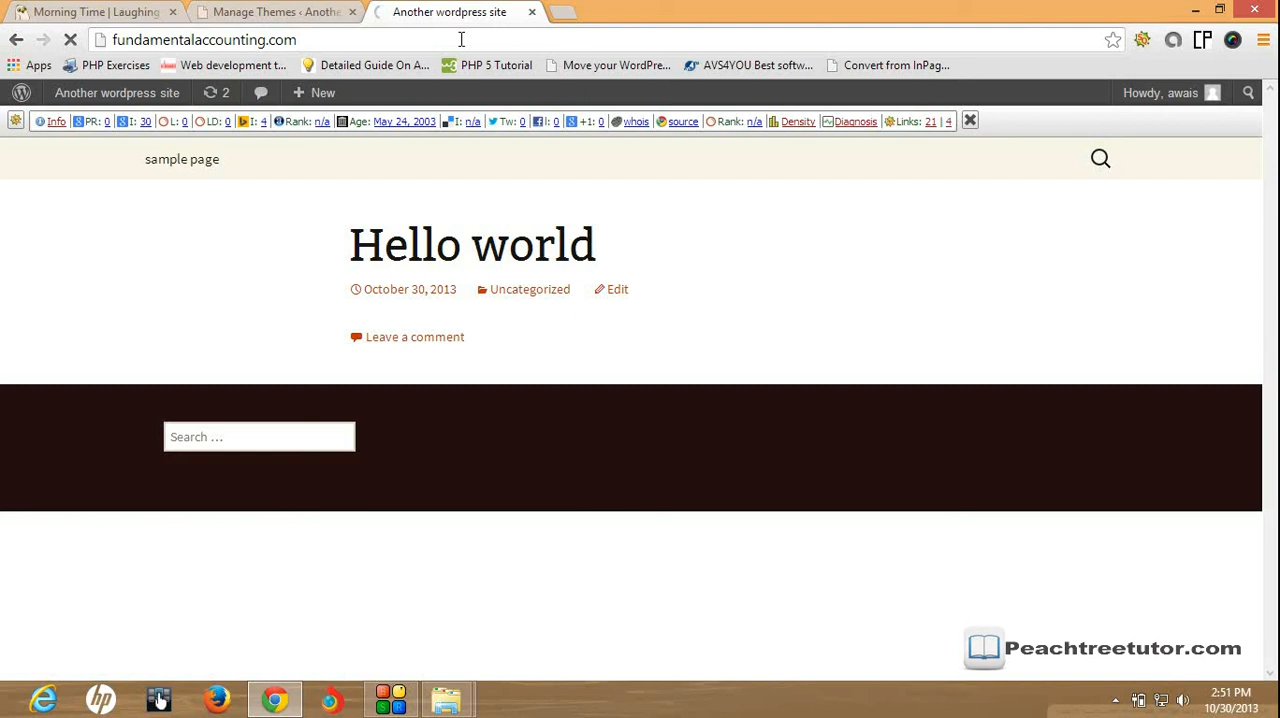 Morning Time | Laughing
Manage Themes ‹ Anothe
Another wordpress site
fundamentalaccounting.com
Apps PHP Exercises Web development t... Detailed Guide On A... PHP 5 Tutorial Move your WordPre... AVS4YOU Best softw... Convert from InPag...
Another wordpress site 2 New Howdy, awais
Info PR: 0 I: 30 L: 0 LD: 0 I: 4 Rank: n/a Age: May 24, 2003 I: n/a Tw: 0 I: 0 +1: 0 whois source Rank: n/a Density Diagnosis Links: 21 | 4
sample page
Hello world
October 30, 2013 Uncategorized Edit
Leave a comment
Search ...
Peachtreetutor.com
2:51 PM
10/30/2013